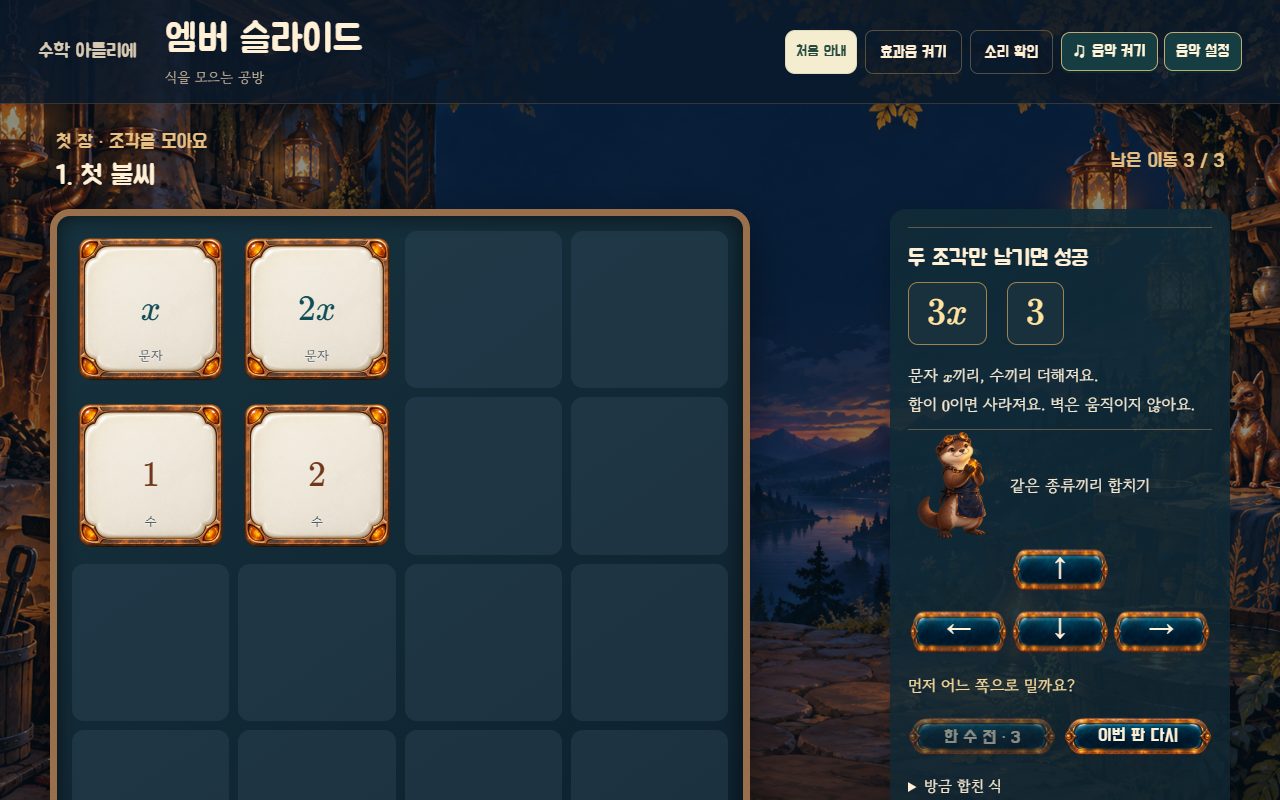 수학 아틀리에
엠버 슬라이드
식을 모으는 공방
처음 안내
효과음 켜기
소리 확인
♫ 음악 켜기
음악 설정
첫 장 · 조각을 모아요
1. 첫 불씨
남은 이동 3 / 3
x
문자
2x
문자
1
수
2
수
두 조각만 남기면 성공
3x
3
문자 x끼리, 수끼리 더해져요.
합이 0이면 사라져요. 벽은 움직이지 않아요.
같은 종류끼리 합치기
↑
← ↓ →
먼저 어느 쪽으로 밀까요?
한 수 전 · 3
이번 판 다시
▶ 방금 합친 식